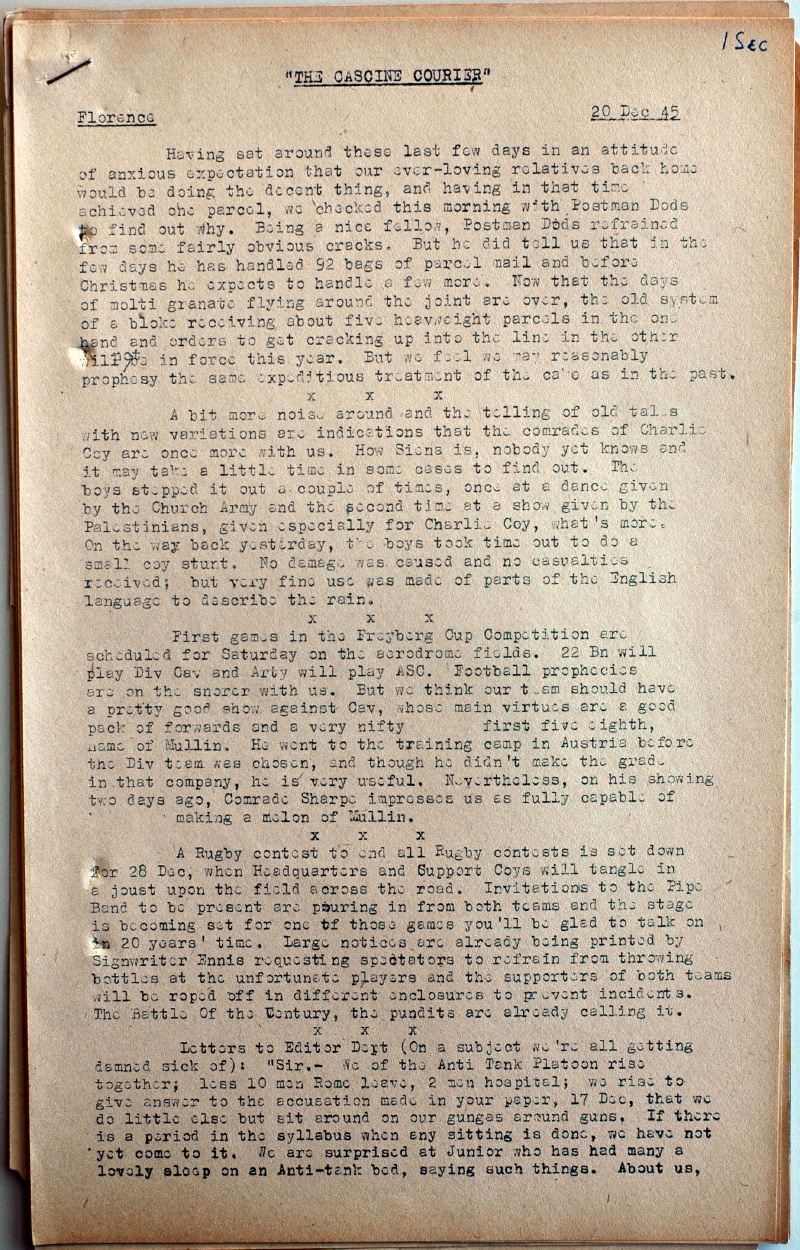 1 Sec
"THE CASCINE COURIER"
Florence
20 Dec 45
Having sat around these last few days in an attitude
of anxious expectation that our ever-loving relatives back home
would be doing the decent thing, and having in that time
achieved one parcel, we checked this morning with Postman Dods
to find out why. Being a nice fellow, Postman Dods refrained
from some fairly obvious cracks. But he did tell us that in the
few days he has handled 92 bags of parcel mail and before
Christmas he expects to handle a few more. Now that the days
of molti granate flying around the joint are over, the old system
of a bloke receiving about five heavyweight parcels in the one
hand and orders to get cracking up into the line in the other
in force this year. But we feel we may reasonably
prophesy the same expeditious treatment of the cake as in the past.
x x x
A bit more noise around and the telling of old tales
with new variations are indications that the comrades of Charlie
Coy are once more with us. How Siena is, nobody yet knows and
it may take a little time in some cases to find out. The
boys stepped it out a couple of times, once at a dance given
by the Church Army and the second time at a show given by the
Palestinians, given especially for Charlie Coy, what's more.
On the way back yesterday, the boys took time out to do a
small coy stunt. No damage was caused and no casualties
received; but very fine use was made of parts of the English
language to describe the rain.
x x x
First games in the Freyberg Cup Competition are
scheduled for Saturday on the aerodrome fields. 22 Bn will
play Div Cav and Arty will play ASC. Football prophecies
are on the snorer with us. But we think our team should have
a pretty good show against Cav, whose main virtues are a good
pack of forwards and a very nifty first five eighth,
name of Mullin. He went to the training camp in Austria before
the Div team was chosen, and though he didn't make the grade
in that company, he is very useful. Nevertheless, on his showing
two days ago, Comrade Sharpe impresses us as fully capable of
making a melon of Mullin.
x x x
A Rugby contest to end all Rugby contests is set down
for 28 Dec, when Headquarters and Support Coys will tangle in
a joust upon the field across the road. Invitations to the Pipe
Band to be present are pouring in from both teams and the stage
is becoming set for one of those games you'll be glad to talk on
in 20 years' time. Large notices are already being printed by
Signwriter Ennis requesting spectators to refrain from throwing
bottles at the unfortunate players and the supporters of both teams
will be roped off in different enclosures to prevent incidents.
The Battle Of the Century, the pundits are already calling it.
x x x
Letters to Editor Dept (On a subject we're all getting
damned sick of): "Sir,- We of the Anti Tank Platoon rise
together; less 10 men Rome leave, 2 men hospital; we rise to
give answer to the accusation made in your paper, 17 Dec, that we
do little else but sit around on our gungas around guns. If there
is a period in the syllabus when any sitting is done, we have not
yet come to it. We are surprised at Junior who has had many a
lovely sleep on an Anti-tank bed, saying such things. About us,